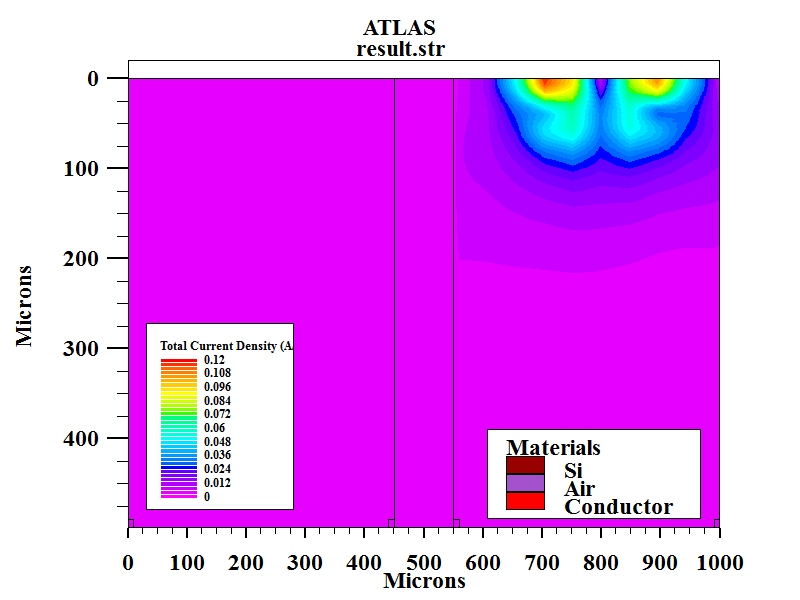 ATLAS
result.str
0
100
200
300
400
Microns
Total Current Density (A
0.12
0.108
0.096
0.084
0.072
0.06
0.048
0.036
0.024
0.012
0
Materials
Si
Air
Conductor
0 100 200 300 400 500 600 700 800 900 1000
Microns